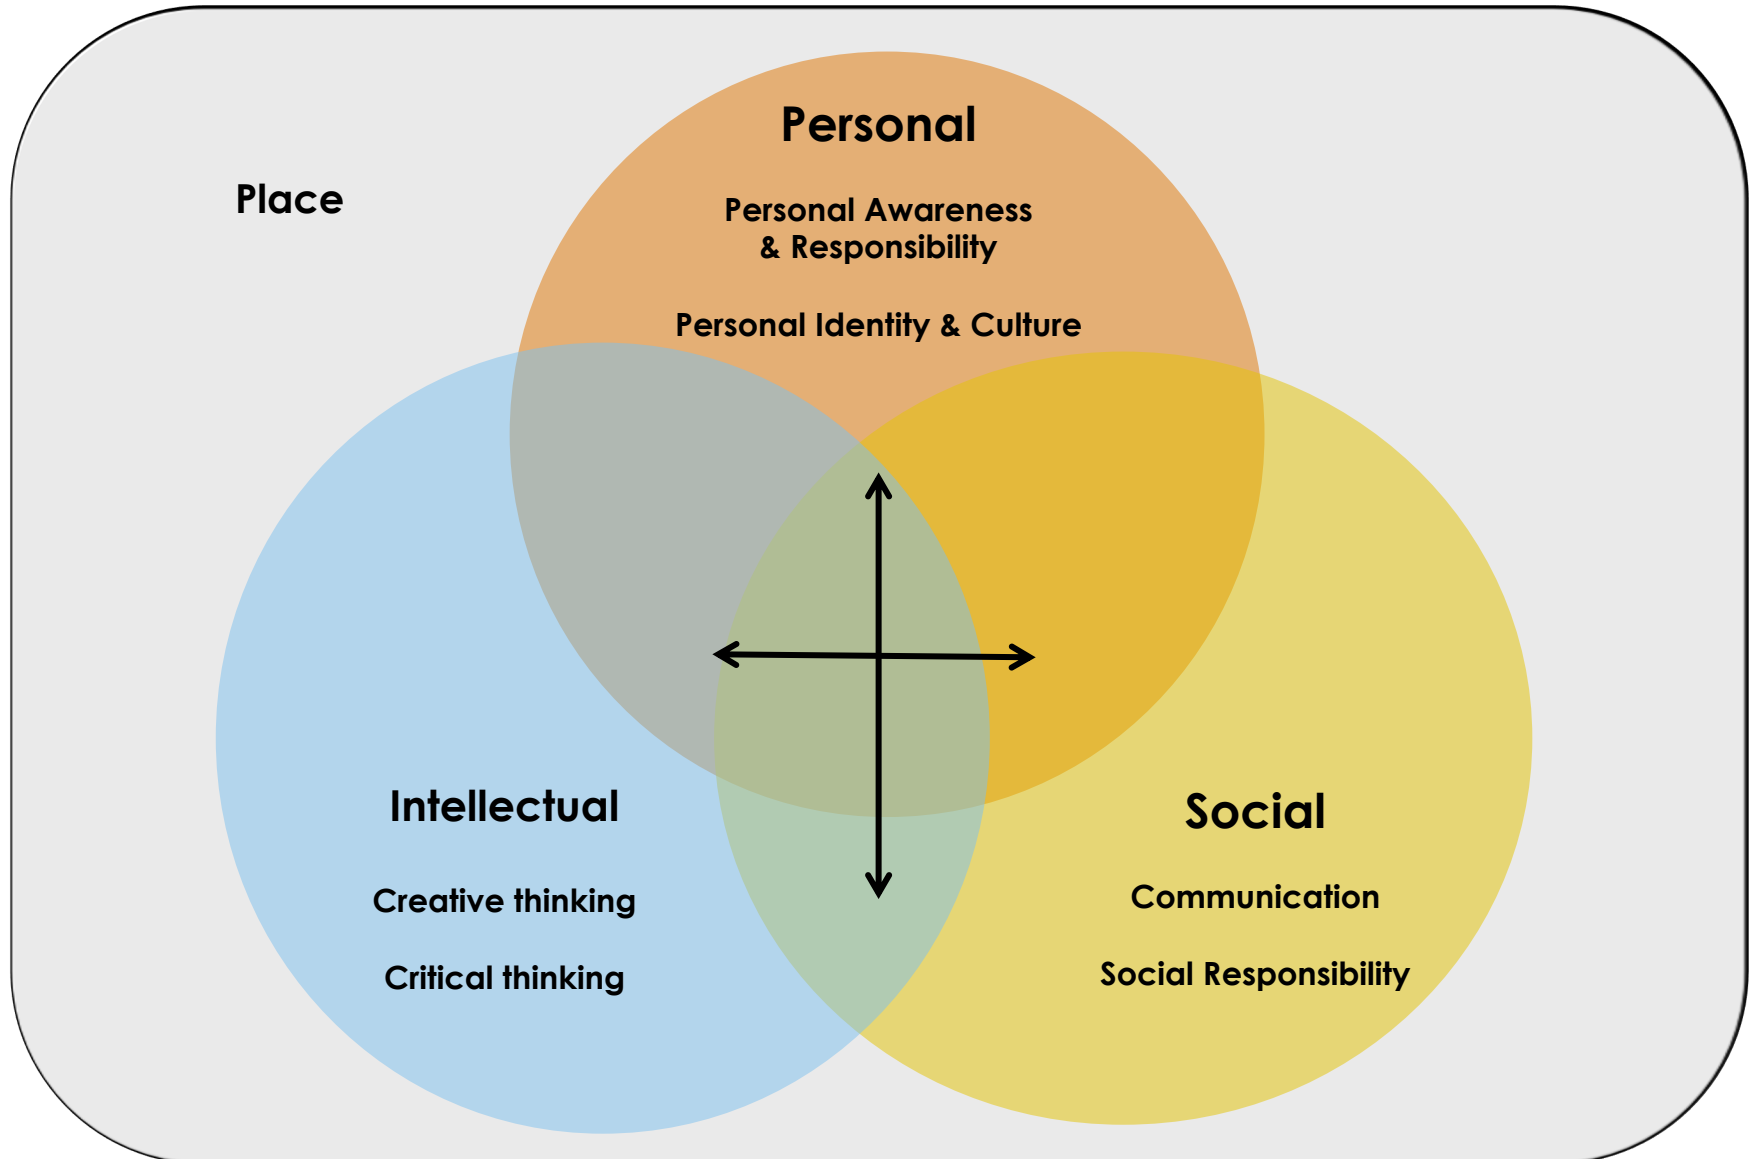 Personal
Place
Personal Awareness
& Responsibility
Personal Identity & Culture
Intellectual
Creative thinking
Critical thinking
Social
Communication
Social Responsibility